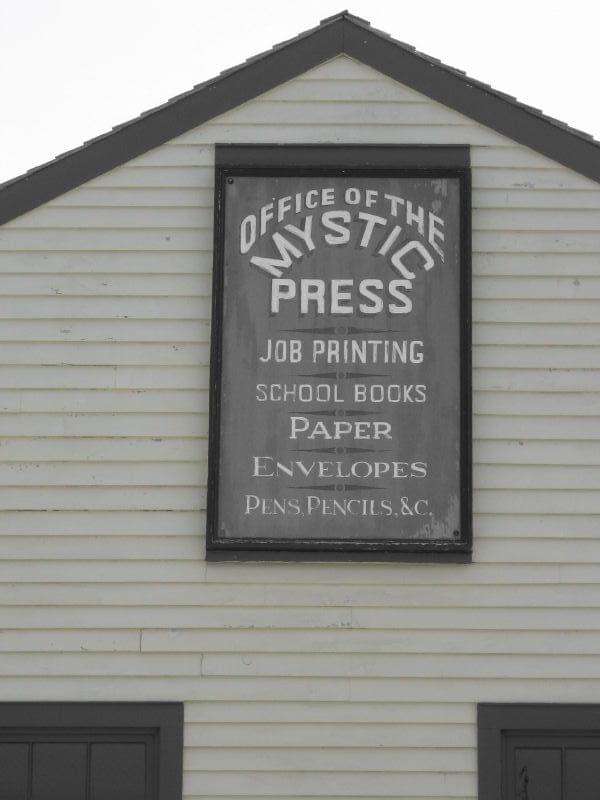 OFFICE OF THE
MYSTIC
PRESS
JOB PRINTING
SCHOOL BOOKS
PAPER
ENVELOPES
PENS, PENCILS, &C.